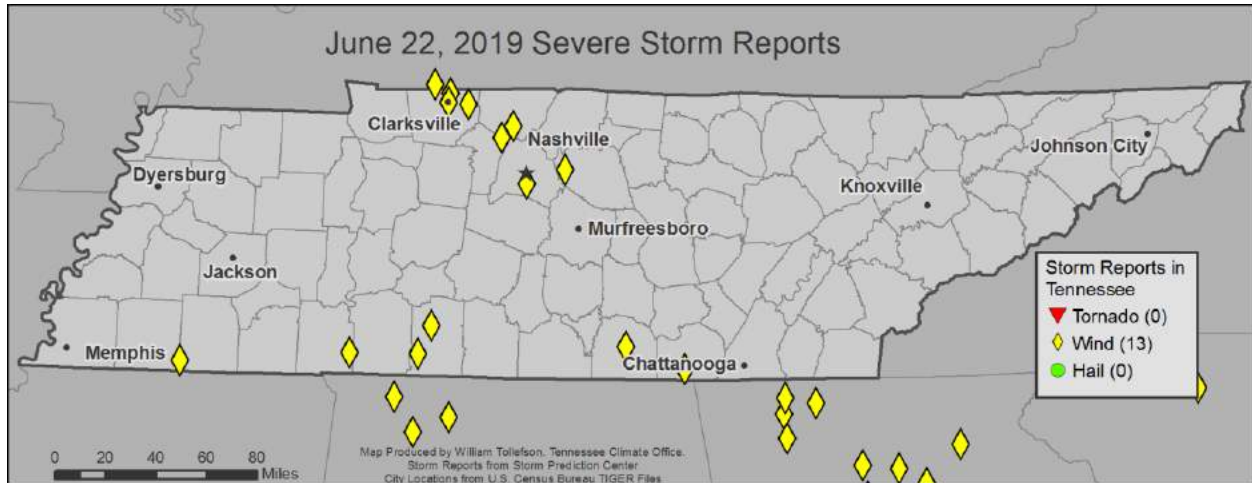 June 22, 2019 Severe Storm Reports
Clarksville
Nashville
Johnson City
Dyersburg
Knoxville
Murfreesboro
Jackson
Storm Reports in
Tennessee
Tornado (0)
Wind (13)
Hail (0)
Memphis
Chattanooga
0 20 40 60 80
Miles
Map Produced by William Tollefson, Tennessee Climate Office.
Storm Reports from Storm Prediction Center
City Locations from U.S. Census Bureau TIGER Files